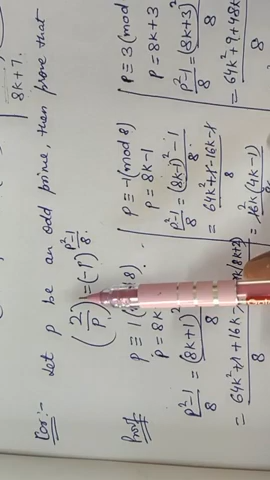 8k+7.
Cor:- Let p be an odd prime, then prove that
(2/p) = (-1)^(p²-1)/8.
Proof
p ≡ 1 (mod 8).
p = 8k
p²-1/8 = (8k+1)²/8
= 64k²+1+16k/8
p ≡ -1 (mod 8)
p = 8k-1
p²-1/8 = (8k-1)²-1/8
= 64k²+1-16k-1/8
= 16k(4k-1)
p ≡ 3 (mod
p = 8k+3
p²-1/8 = (8k+3)²/8
= 64k²+9+48k/8